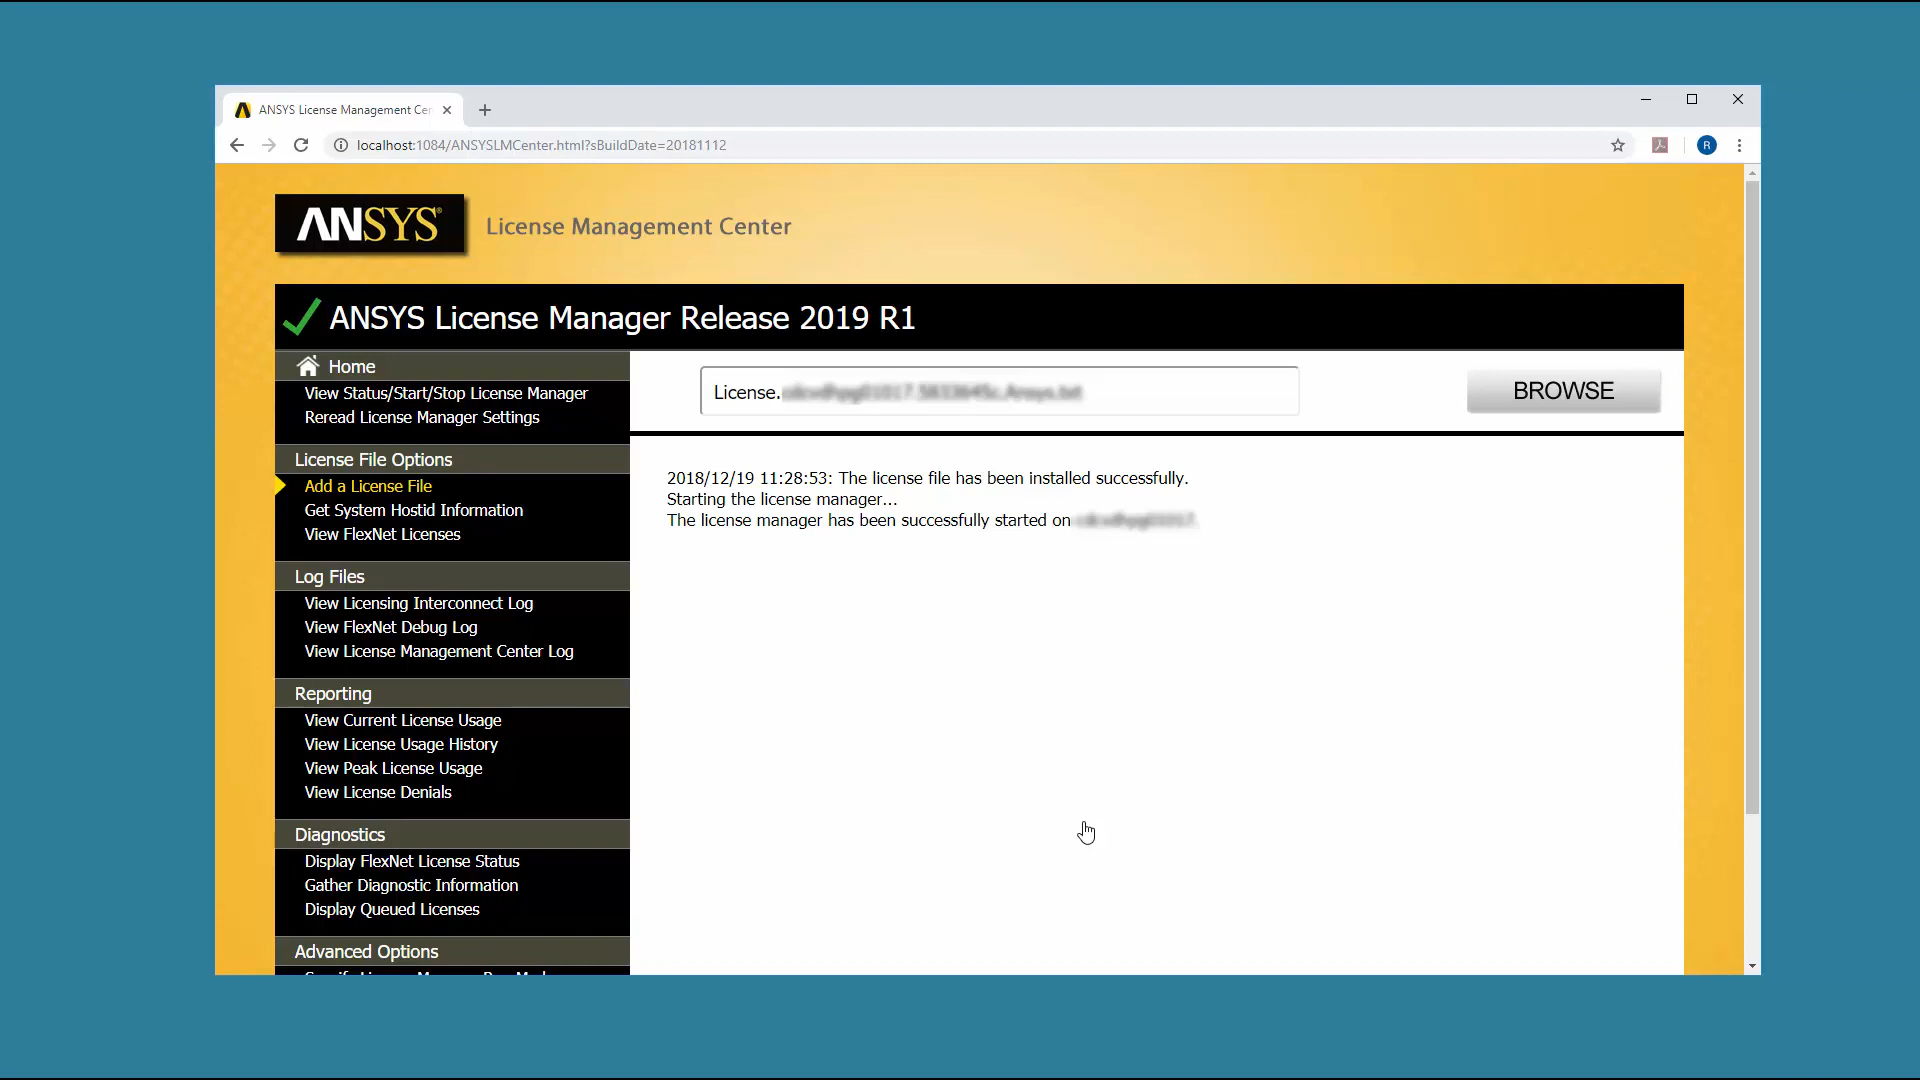 ANSYS License Management Cer
localhost:1084/ANSYSLMCenter.html?sBuildDate=20181112
R
ANSYS® License Management Center
ANSYS License Manager Release 2019 R1
Home
View Status/Start/Stop License Manager
Reread License Manager Settings
License File Options
Add a License File
Get System Hostid Information
View FlexNet Licenses
Log Files
View Licensing Interconnect Log
View FlexNet Debug Log
View License Management Center Log
Reporting
View Current License Usage
View License Usage History
View Peak License Usage
View License Denials
Diagnostics
Display FlexNet License Status
Gather Diagnostic Information
Display Queued Licenses
Advanced Options
License.
BROWSE
2018/12/19 11:28:53: The license file has been installed successfully.
Starting the license manager...
The license manager has been successfully started on